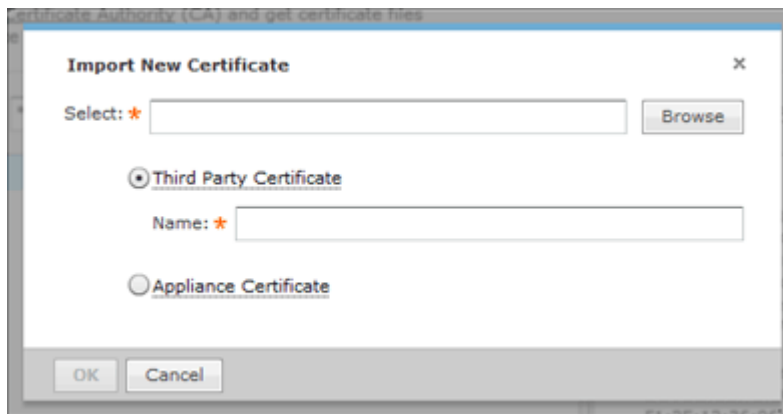 Certificate Authority (CA) and get certificate files
Import New Certificate
Select: * Browse
Third Party Certificate
Name: *
Appliance Certificate
OK Cancel